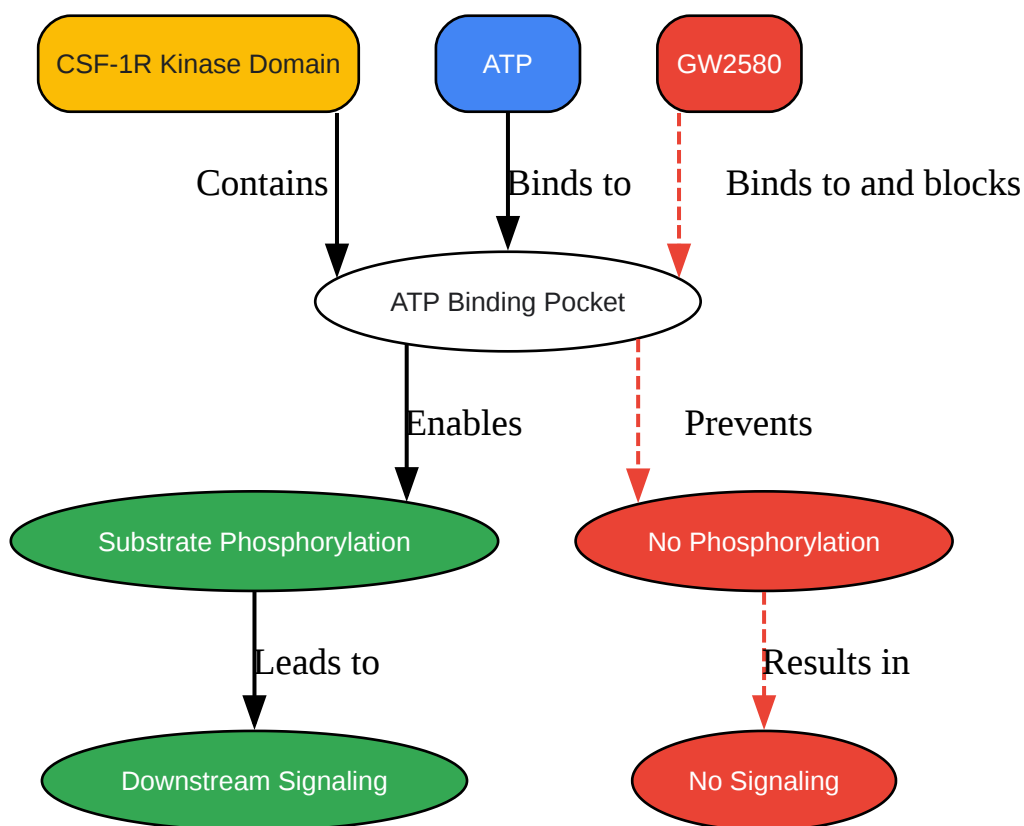 CSF-1R Kinase Domain
ATP
GW2580
Contains
Binds to
Binds to and blocks
ATP Binding Pocket
Enables
Prevents
Substrate Phosphorylation
No Phosphorylation
Leads to
Results in
Downstream Signaling
No Signaling